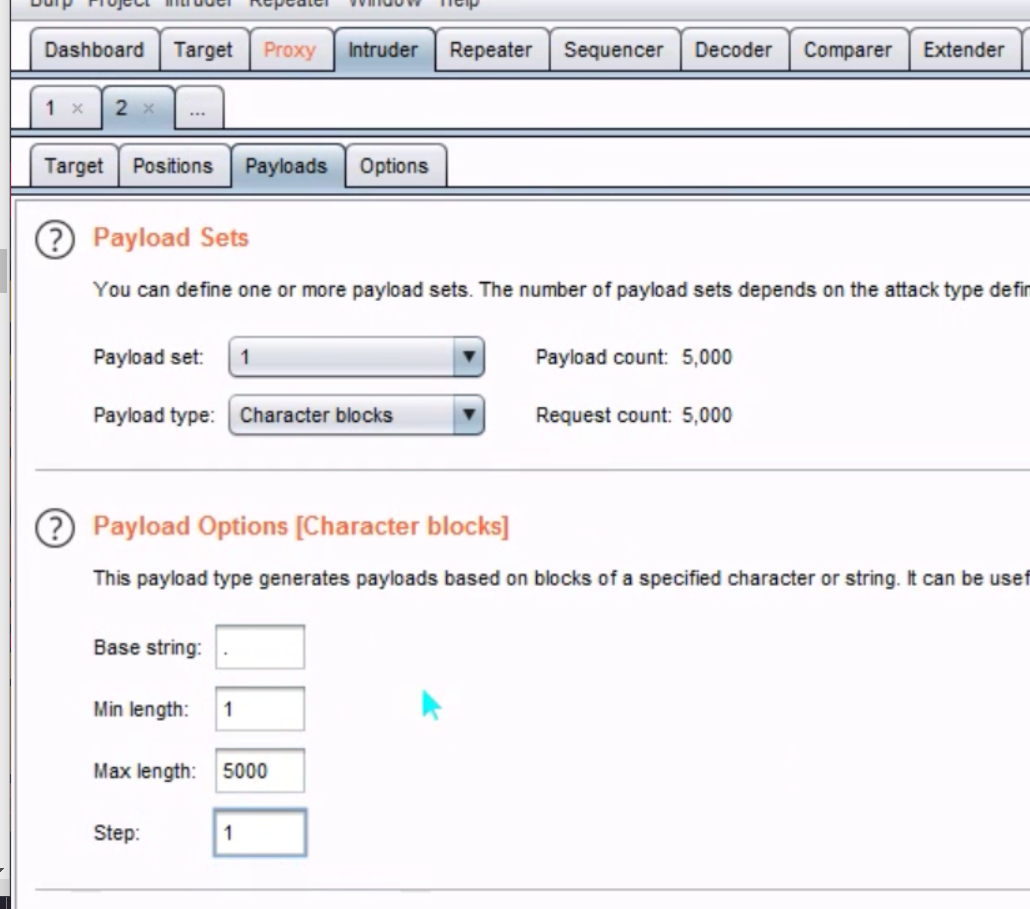 Burp Project Intruder Repeater Window Help
Dashboard Target Proxy Intruder Repeater Sequencer Decoder Comparer Extender
1 × 2 × ...
Target Positions Payloads Options
? Payload Sets
You can define one or more payload sets. The number of payload sets depends on the attack type defin
Payload set: 1 Payload count: 5,000
Payload type: Character blocks Request count: 5,000
? Payload Options [Character blocks]
This payload type generates payloads based on blocks of a specified character or string. It can be usef
Base string: .
Min length: 1
Max length: 5000
Step: 1